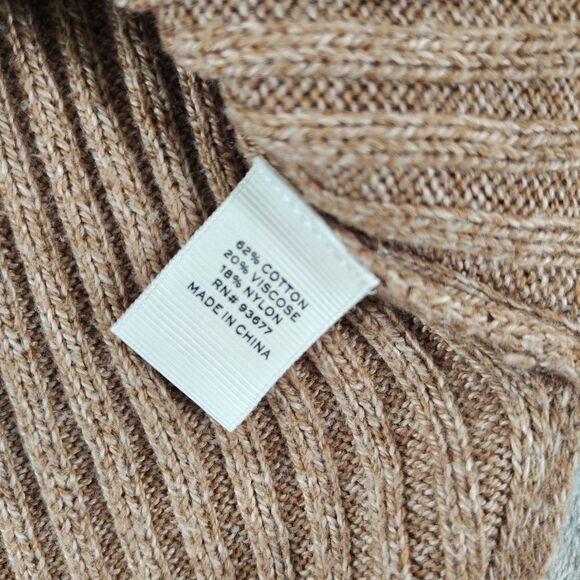 62% COTTON
20% VISCOSE
18% NYLON
RN# 93677
MADE IN CHINA